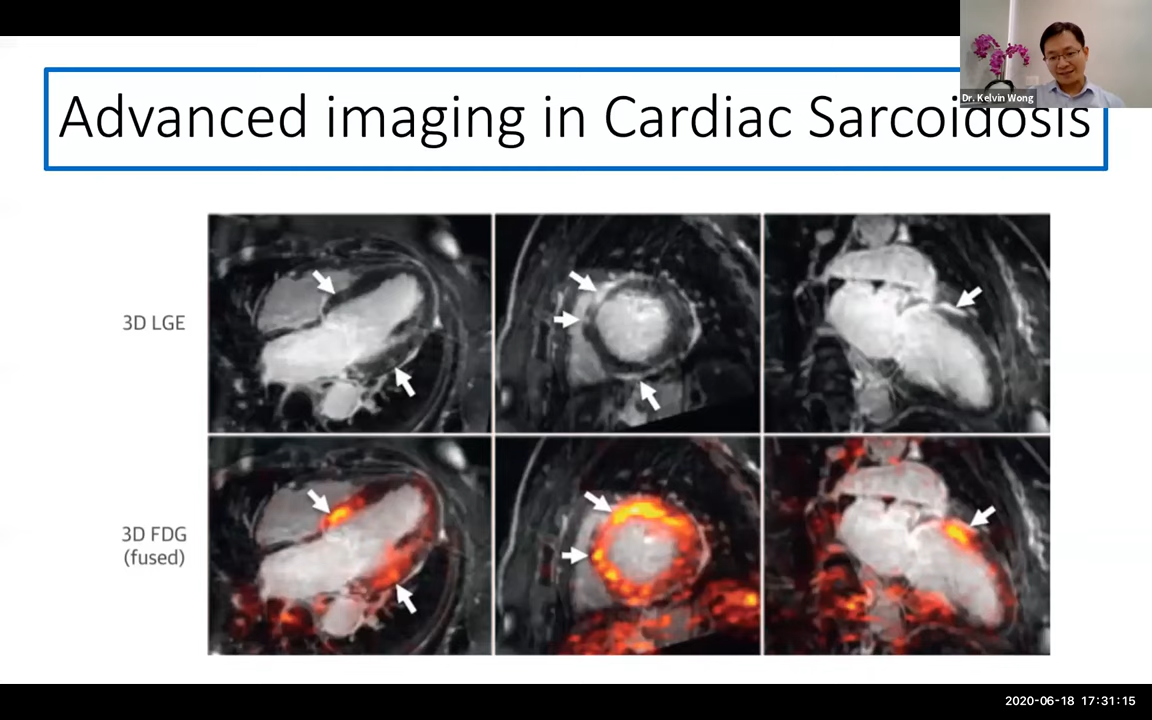 Dr. Kelvin Wong
Advanced imaging in Cardiac Sarcoidosis
3D LGE
3D FDG
(fused)
2020-06-18 17:31:15